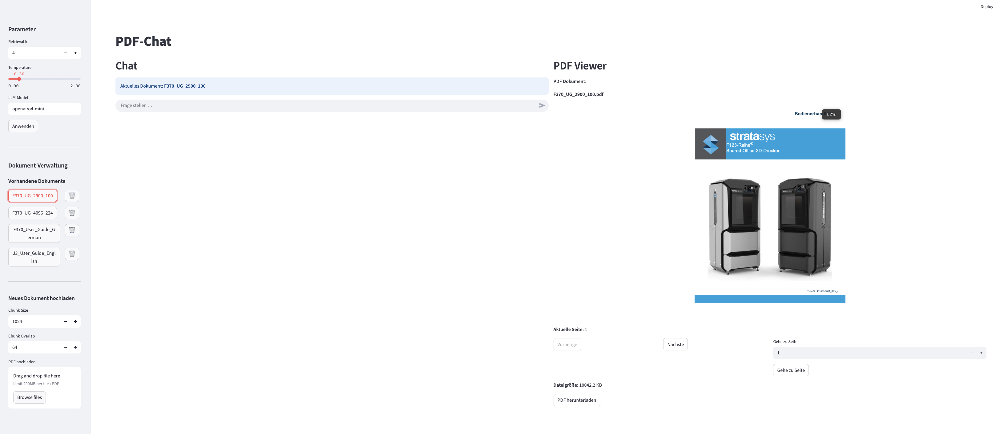 Deploy
Parameter
Retrieval k
4
Temperature
0.30
0.00 2.00
LLM-Model
openai/o4-mini
Anwenden
Dokument-Verwaltung
Vorhandene Dokumente
F370_UG_2900_100
F370_UG_4096_224
F370_User_Guide_G
erman
J3_User_Guide_Engl
ish
Neues Dokument hochladen
Chunk Size
1024
Chunk Overlap
64
PDF hochladen
Drag and drop file here
Limit 200MB per file • PDF
Browse files
PDF-Chat
Chat
Aktuelles Dokument: F370_UG_2900_100
Frage stellen …
PDF Viewer
PDF Dokument:
F370_UG_2900_100.pdf
82%
stratasys
F123-Reihe®
Shared Office-3D-Drucker
Teile-Nr. 401691-0001_REV_J
Aktuelle Seite: 1
Vorherige
Nächste
Gehe zu Seite:
1
Gehe zu Seite
Dateigröße: 10042.2 KB
PDF herunterladen